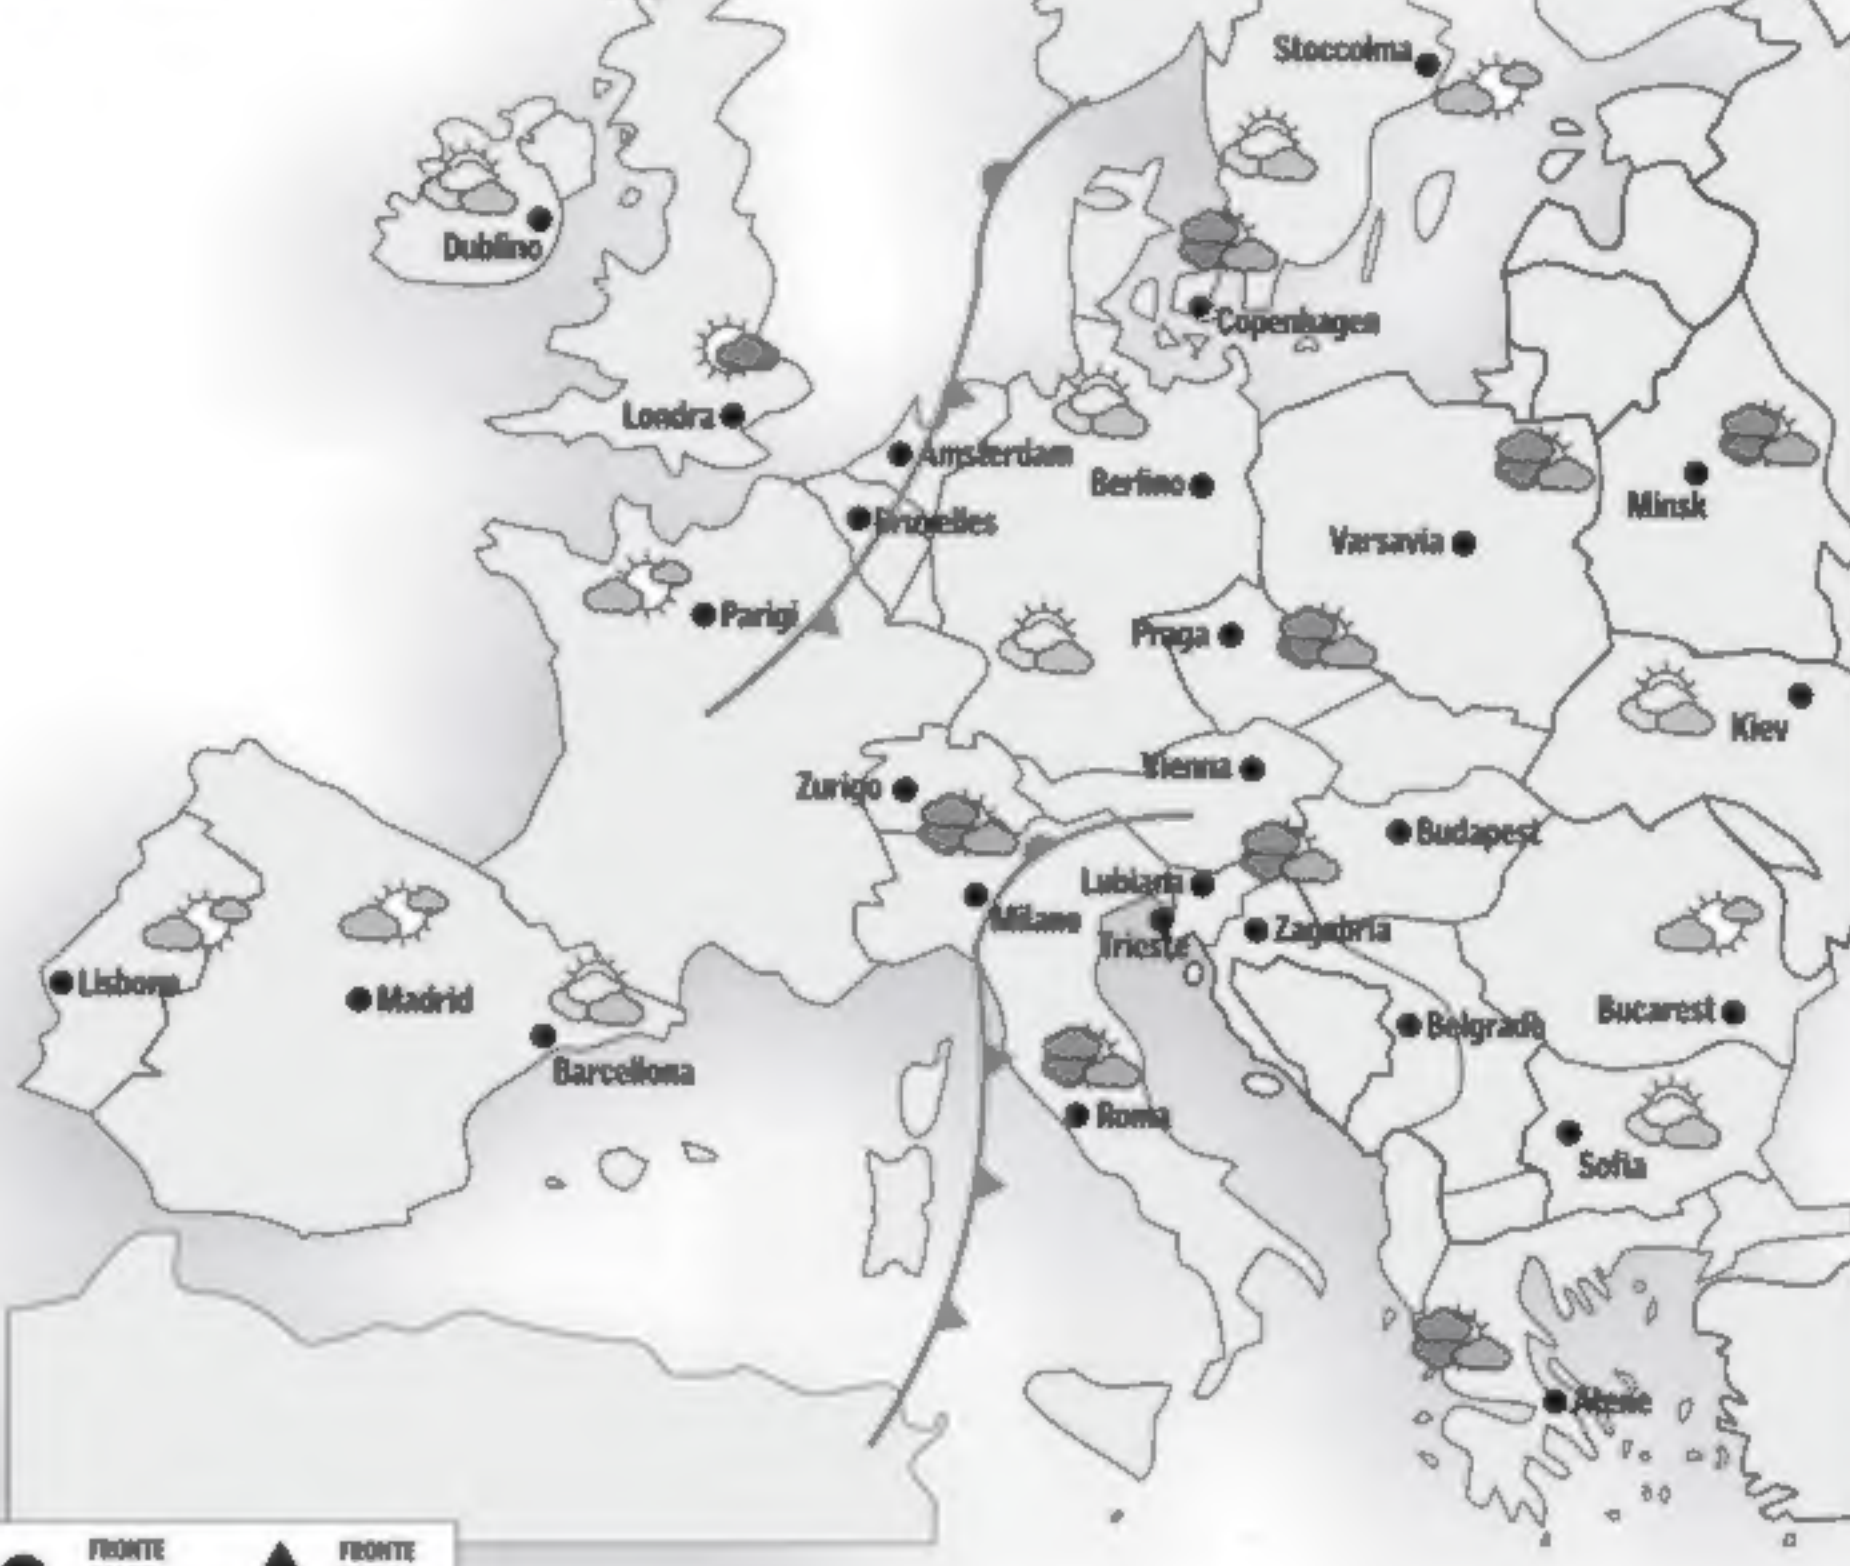 Stoccolma
Dublino
Copenhagen
Londra
Amsterdam
Berlino
Minsk
Bruxelles
Varsavia
Parigi
Praga
Kiev
Vienna
Zurigo
Budapest
Lubiana
Milano
Trieste
Zagabria
Lisbona
Madrid
Bucarest
Belgrado
Barcellona
Roma
Sofia
Atene
FRONTE FRONTE